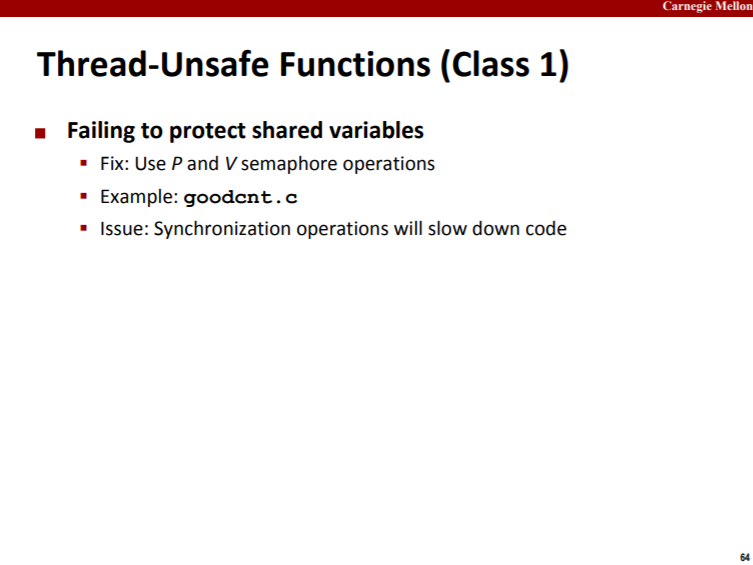 Carnegie Mellon
Thread-Unsafe Functions (Class 1)
Failing to protect shared variables
Fix: Use P and V semaphore operations
Example: goodcnt.c
Issue: Synchronization operations will slow down code
64